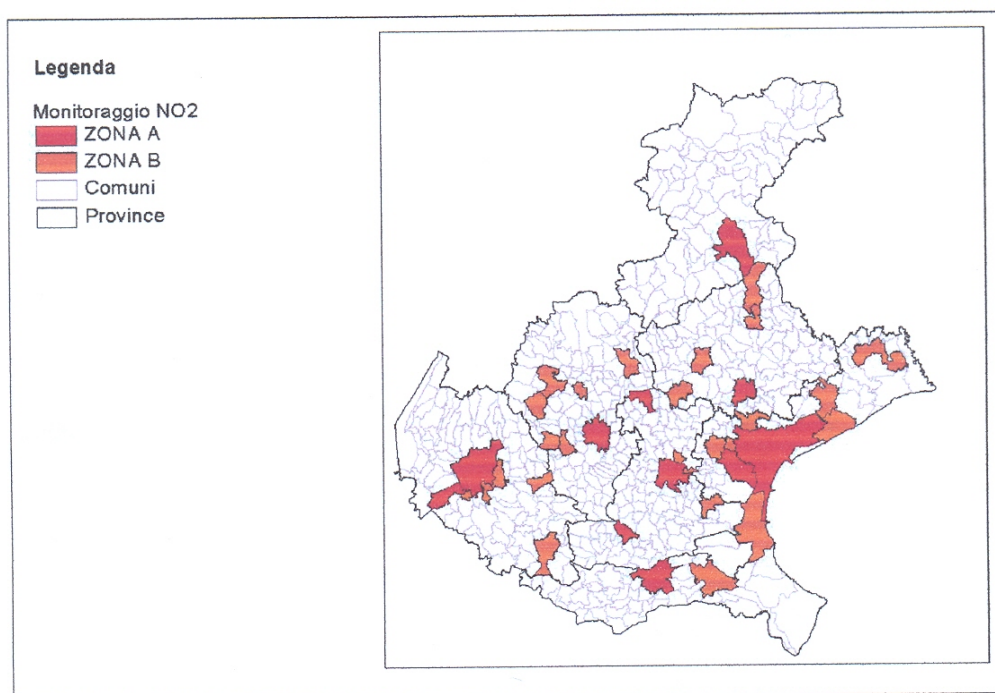 Legenda
Monitoraggio NO2
ZONA A
ZONA B
Comuni
Province